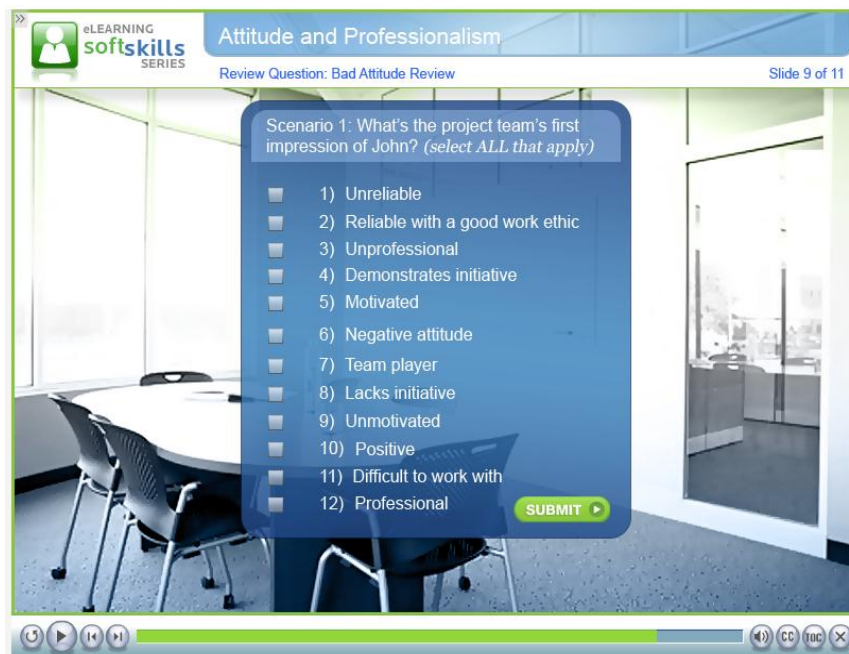 »
eLEARNING
softskills
SERIES
Attitude and Professionalism
Review Question: Bad Attitude Review
Slide 9 of 11
Scenario 1: What's the project team's first
impression of John? (select ALL that apply)
1) Unreliable
2) Reliable with a good work ethic
3) Unprofessional
4) Demonstrates initiative
5) Motivated
6) Negative attitude
7) Team player
8) Lacks initiative
9) Unmotivated
10) Positive
11) Difficult to work with
12) Professional
SUBMIT
CC
TOC